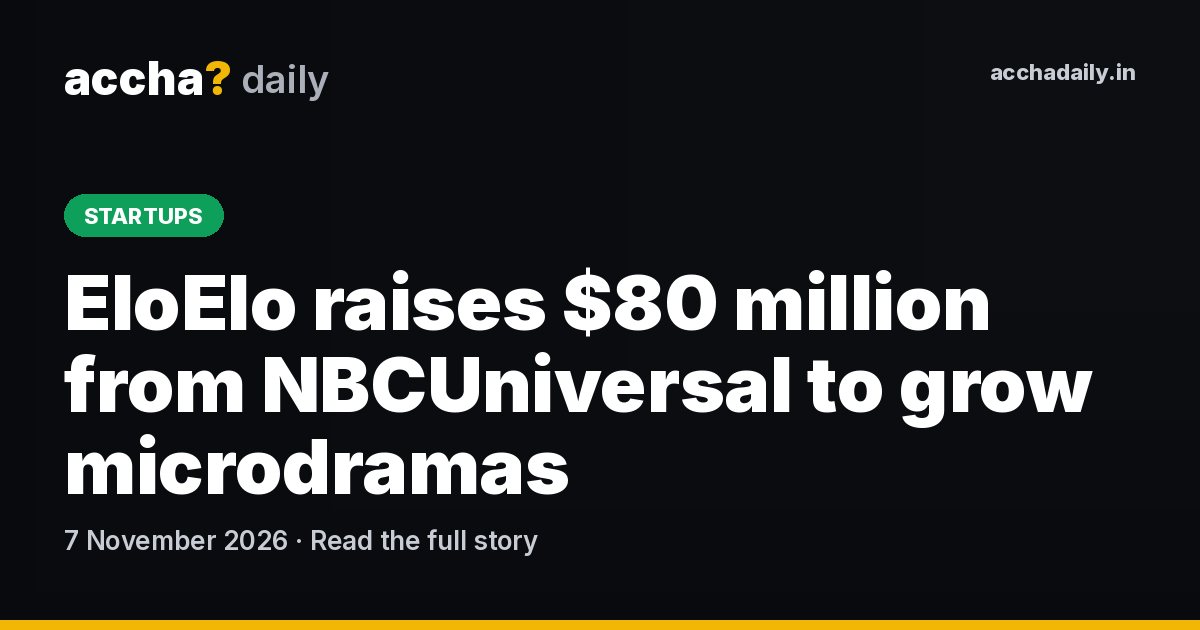 accha? daily
acchadaily.in
STARTUPS
EloElo raises $80 million
from NBCUniversal to grow
microdramas
7 November 2026 · Read the full story